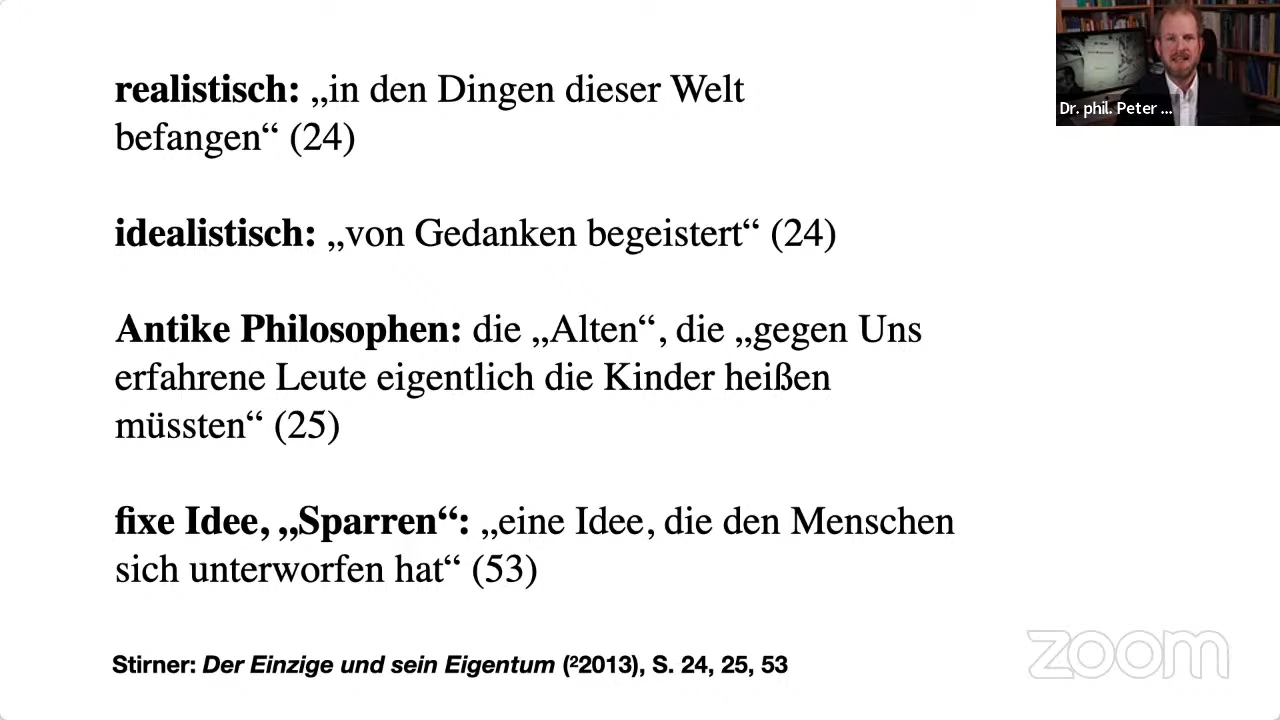 realistisch: „in den Dingen dieser Welt
befangen“ (24)
idealistisch: „von Gedanken begeistert“ (24)
Antike Philosophen: die „Alten“, die „gegen Uns
erfahrene Leute eigentlich die Kinder heißen
müssten“ (25)
fixe Idee, „Sparren“: „eine Idee, die den Menschen
sich unterworfen hat“ (53)
Stirner: Der Einzige und sein Eigentum (²2013), S. 24, 25, 53
Dr. phil. Peter ...
zoom